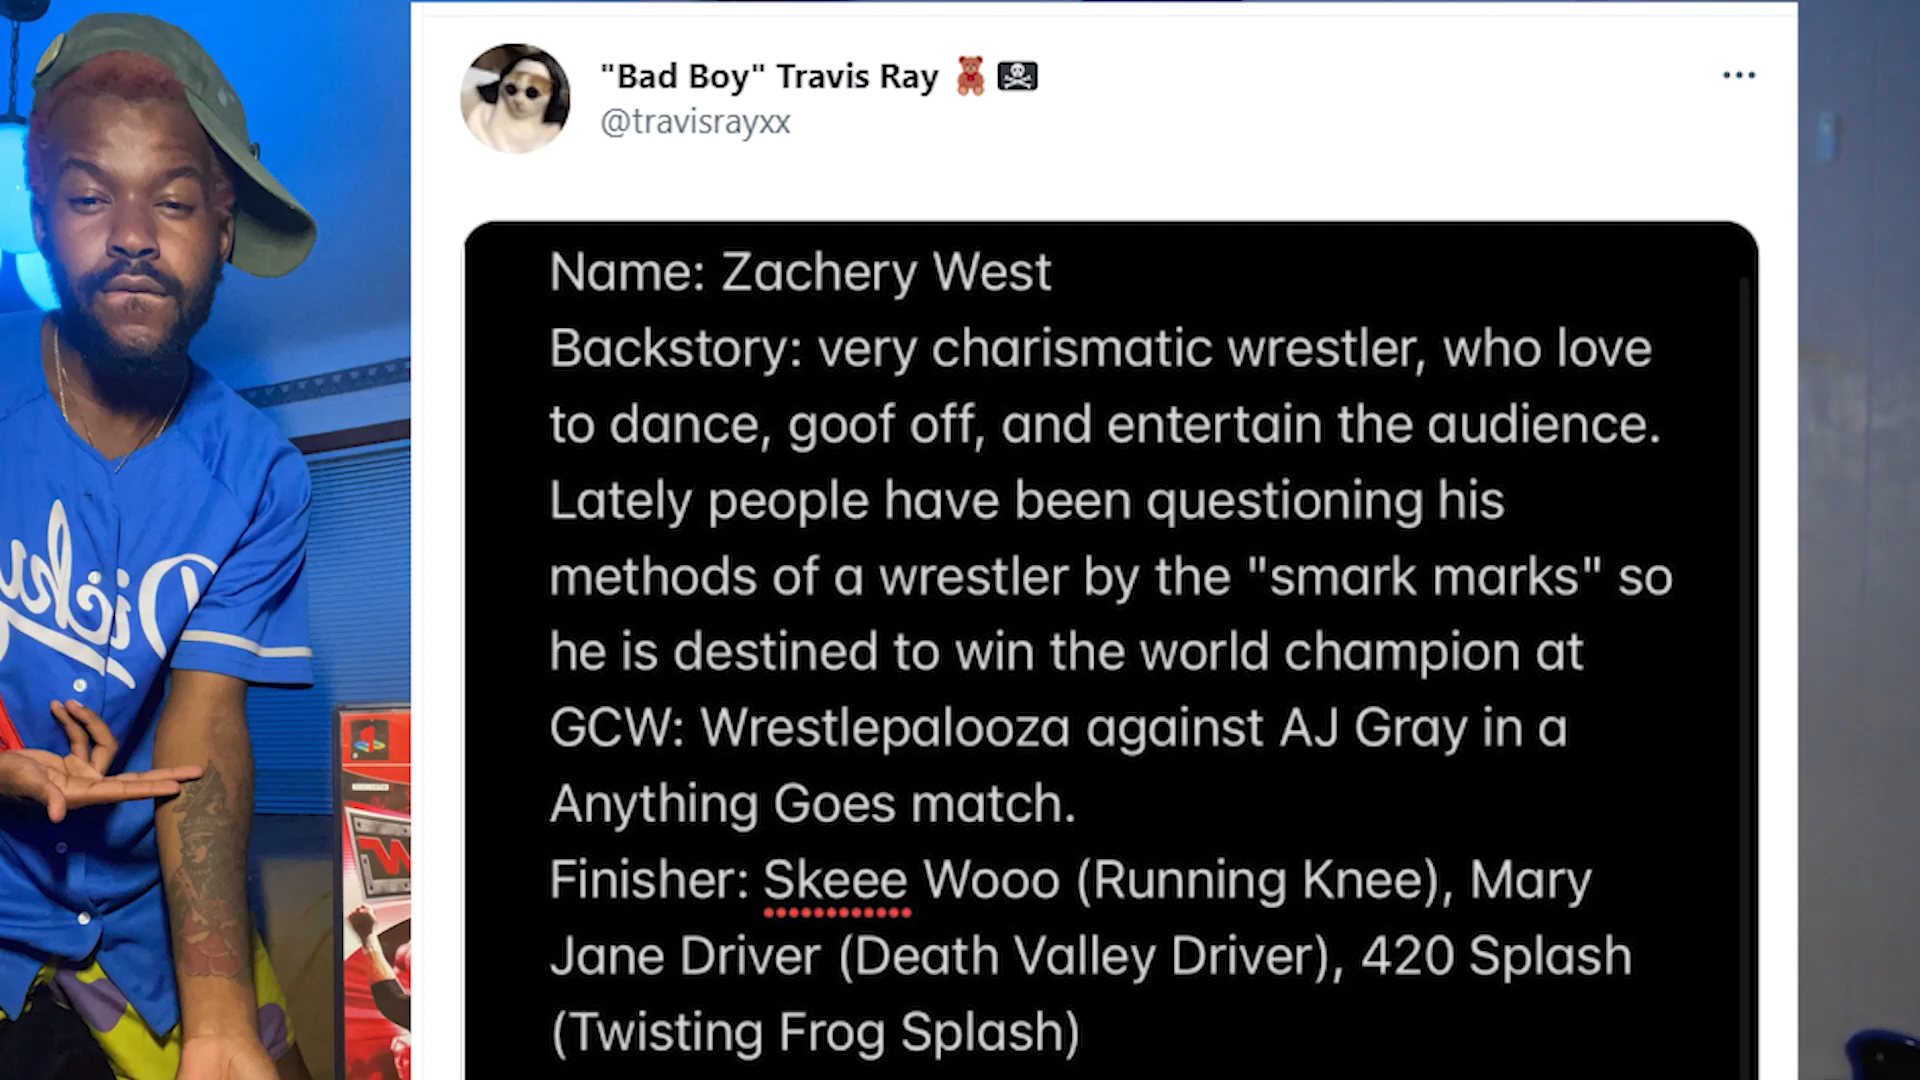 "Bad Boy" Travis Ray
@travisrayxx
Name: Zachery West
Backstory: very charismatic wrestler, who love
to dance, goof off, and entertain the audience.
Lately people have been questioning his
methods of a wrestler by the "smark marks" so
he is destined to win the world champion at
GCW: Wrestlepalooza against AJ Gray in a
Anything Goes match.
Finisher: Skeee Wooo (Running Knee), Mary
Jane Driver (Death Valley Driver), 420 Splash
(Twisting Frog Splash)